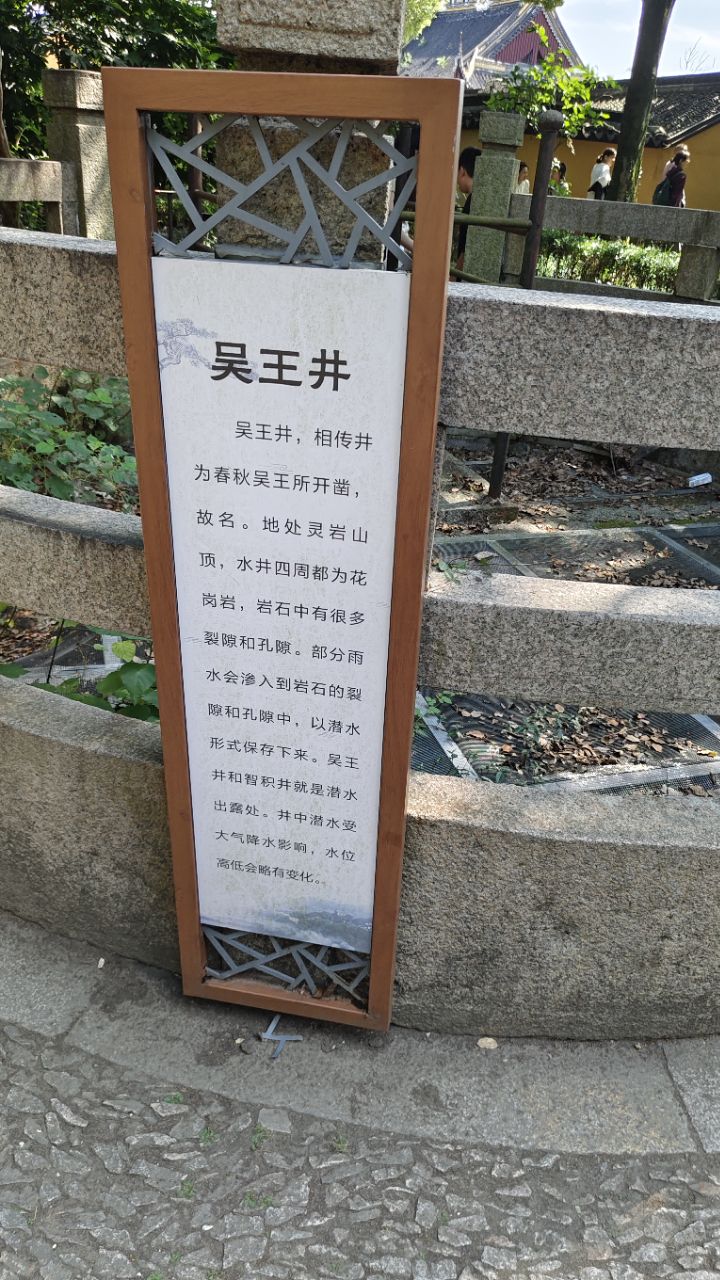 吴王井
吴王井，相传井
为春秋吴王所开凿，
故名。地处灵岩山
顶，水井四周都为花
岗岩，岩石中有很多
裂隙和孔隙。部分雨
水会渗入到岩石的裂
隙和孔隙中，以潜水
形式保存下来。吴王
井和智积井就是潜水
出露处。井中潜水受
大气降水影响，水位
高低会略有变化。